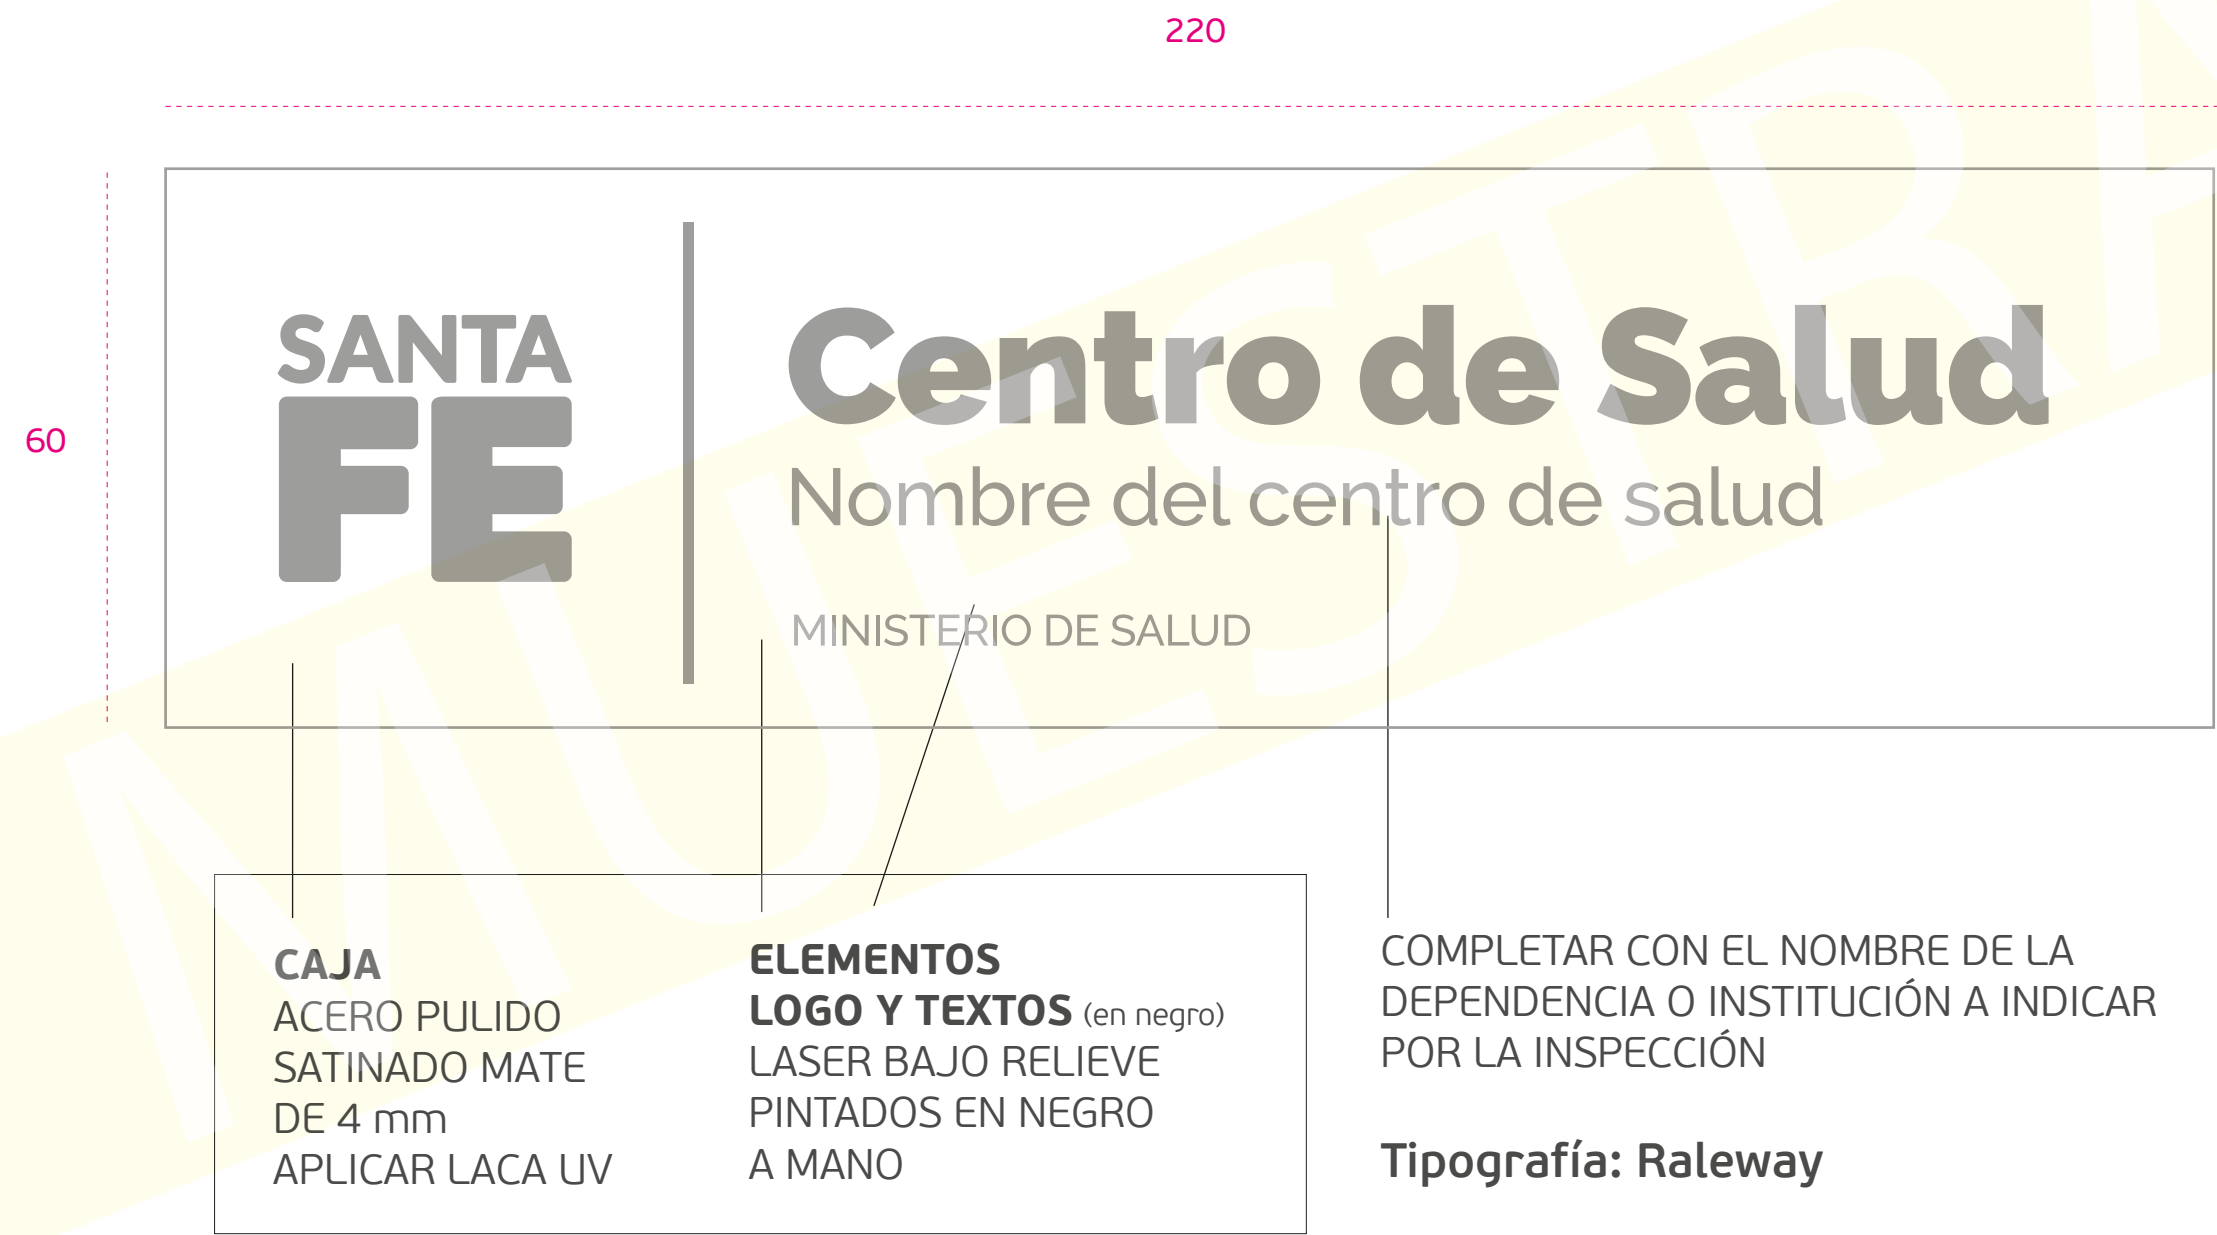 220
60
SANTA
FE
Centro de Salud
Nombre del centro de salud
MINISTERIO DE SALUD
CAJA
ACERO PULIDO
SATINADO MATE
DE 4 mm
APLICAR LACA UV
ELEMENTOS
LOGO Y TEXTOS (en negro)
LASER BAJO RELIEVE
PINTADOS EN NEGRO
A MANO
COMPLETAR CON EL NOMBRE DE LA
DEPENDENCIA O INSTITUCIÓN A INDICAR
POR LA INSPECCIÓN
Tipografía: Raleway
MUESTRA